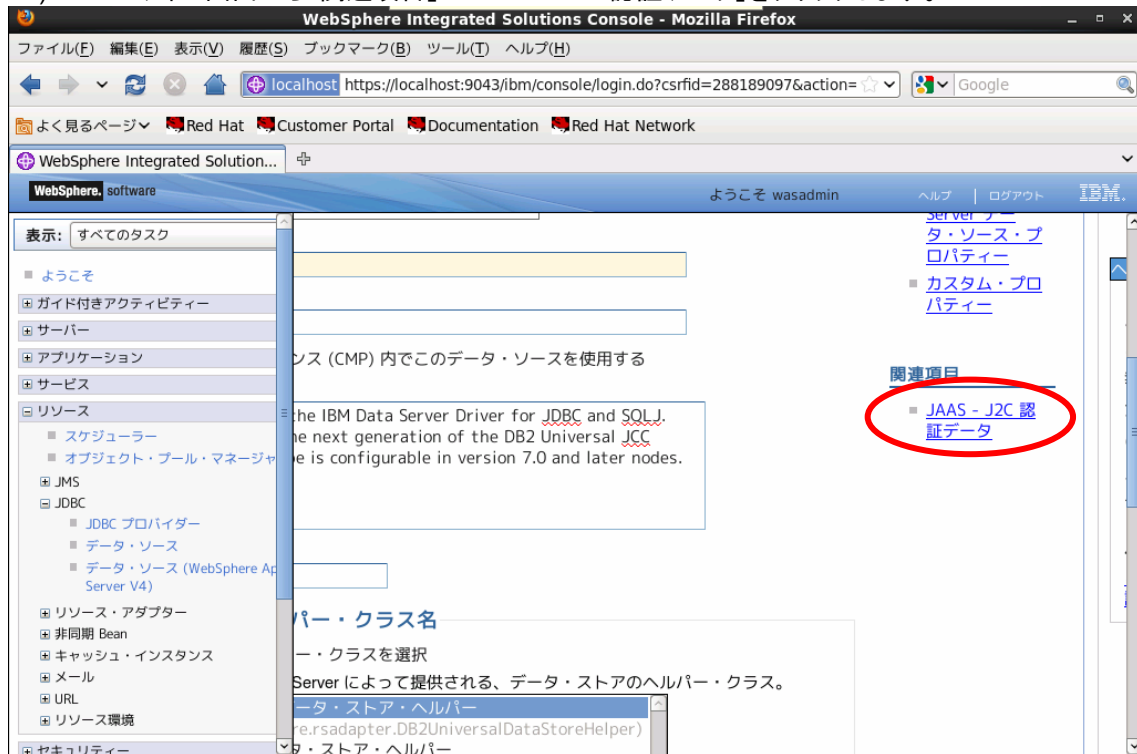 WebSphere Integrated Solutions Console - Mozilla Firefox
ファイル(F) 編集(E) 表示(V) 履歴(S) ブックマーク(B) ツール(T) ヘルプ(H)
localhost https://localhost:9043/ibm/console/login.do?csrfid=288189097&action=
Google
よく見るページ Red Hat Customer Portal Documentation Red Hat Network
WebSphere Integrated Solution...
WebSphere. software
ようこそ wasadmin
ヘルプ | ログアウト
IBM.
表示: すべてのタスク
ようこそ
ガイド付きアクティビティー
サーバー
アプリケーション
サービス
リソース
スケジューラー
オブジェクト・プール・マネージャ
JMS
JDBC
JDBC プロバイダー
データ・ソース
データ・ソース (WebSphere Ap
Server V4)
リソース・アダプター
非同期 Bean
キャッシュ・インスタンス
メール
URL
リソース環境
セキュリティー
ンス (CMP) 内でこのデータ・ソースを使用する
the IBM Data Server Driver for JDBC and SQLJ.
ne next generation of the DB2 Universal JCC
pe is configurable in version 7.0 and later nodes.
パー・クラス名
ー・クラスを選択
Server によって提供される、データ・ストアのヘルパー・クラス。
ータ・ストア・ヘルパー
re.rsadapter.DB2UniversalDataStoreHelper)
タ・ストア・ヘルパー
Server デー
タ・ソース・プ
ロパティー
カスタム・プロ
パティー
関連項目
JAAS - J2C 認
証データ
ヘ